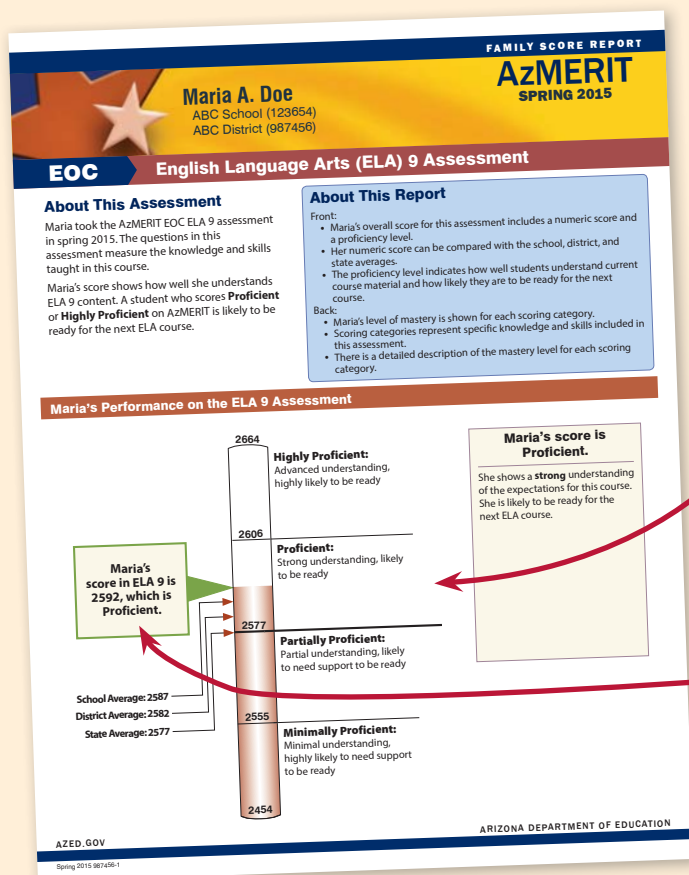 FAMILY SCORE REPORT
AzMERIT
SPRING 2015
Maria A. Doe
ABC School (123654)
ABC District (987456)
EOC
English Language Arts (ELA) 9 Assessment
About This Assessment
Maria took the AzMERIT EOC ELA 9 assessment
in spring 2015. The questions in this
assessment measure the knowledge and skills
taught in this course.
Maria's score shows how well she understands
ELA 9 content. A student who scores Proficient
or Highly Proficient on AzMERIT is likely to be
ready for the next ELA course.
About This Report
Front:
• Maria's overall score for this assessment includes a numeric score and
a proficiency level.
• Her numeric score can be compared with the school, district, and
state averages.
• The proficiency level indicates how well students understand current
course material and how likely they are to be ready for the next
course.
Back:
• Maria's level of mastery is shown for each scoring category.
• Scoring categories represent specific knowledge and skills included in
this assessment.
• There is a detailed description of the mastery level for each scoring
category.
Maria's Performance on the ELA 9 Assessment
2664
Highly Proficient:
Advanced understanding,
highly likely to be ready
2606
Proficient:
Strong understanding, likely
to be ready
2577
Partially Proficient:
Partial understanding, likely
to need support to be ready
2555
Minimally Proficient:
Minimal understanding,
highly likely to need support
to be ready
2454
Maria's
score in ELA 9 is
2592, which is
Proficient.
School Average: 2587
District Average: 2582
State Average: 2577
Maria's score is
Proficient.
She shows a strong understanding
of the expectations for this course.
She is likely to be ready for the
next ELA course.
AZED.GOV
ARIZONA DEPARTMENT OF EDUCATION
Spring 2015 987456-1